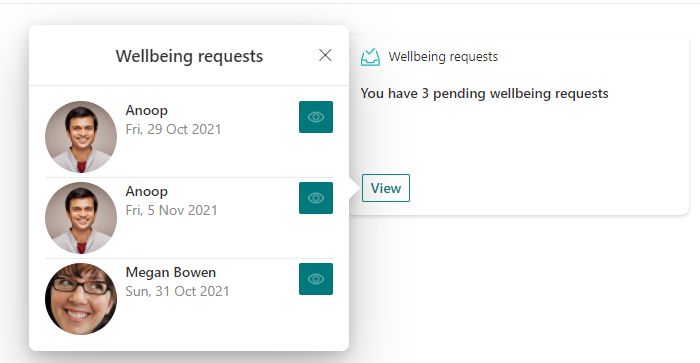 Wellbeing requests
Anoop
Fri, 29 Oct 2021
Anoop
Fri, 5 Nov 2021
Megan Bowen
Sun, 31 Oct 2021
Wellbeing requests
You have 3 pending wellbeing requests
View